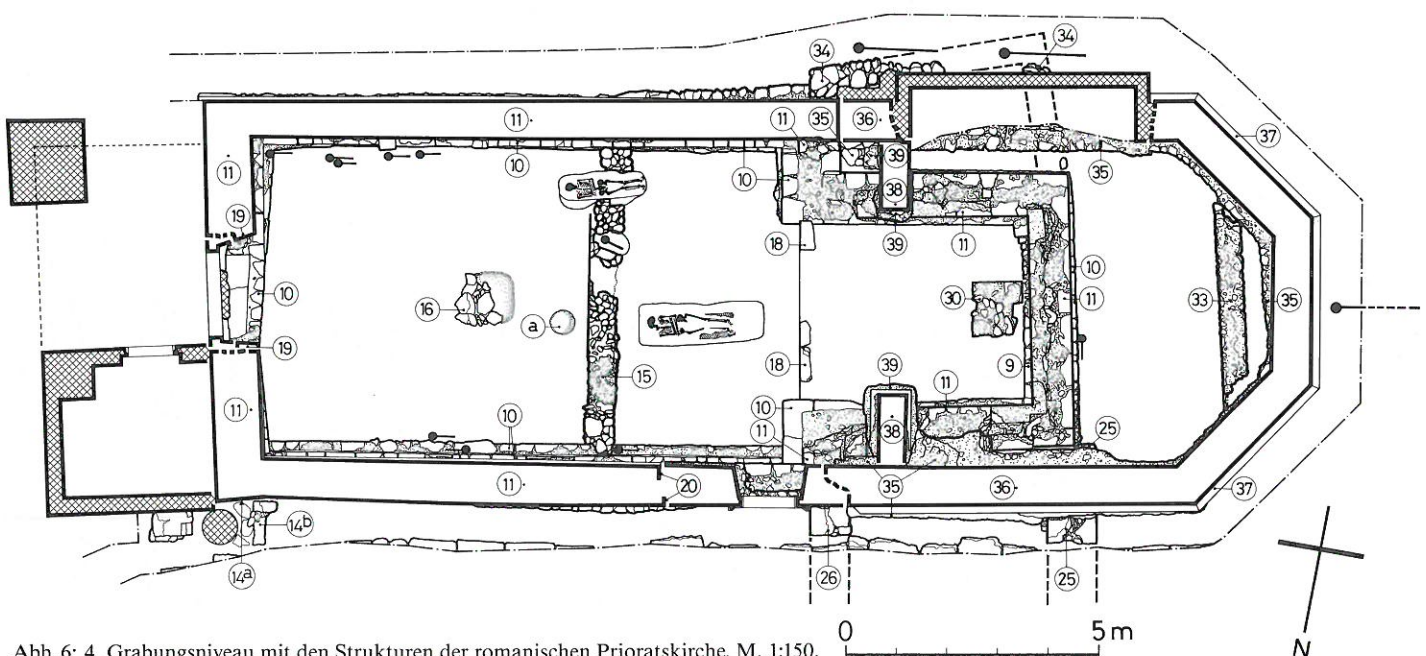 34 34
11 35 11 36 37
10 10 39 35
11 38
19 18 39 11
10 16 a 30 10 11 33 35
15 9
19 18 39 11
11 10 10 11 38 25
11 20 35 36 37
14b
14a 26 25
0 5 m
N
Abb. 6: 4. Grabungsniveau mit den Strukturen der romanischen Prioratskirche. M. 1:150.